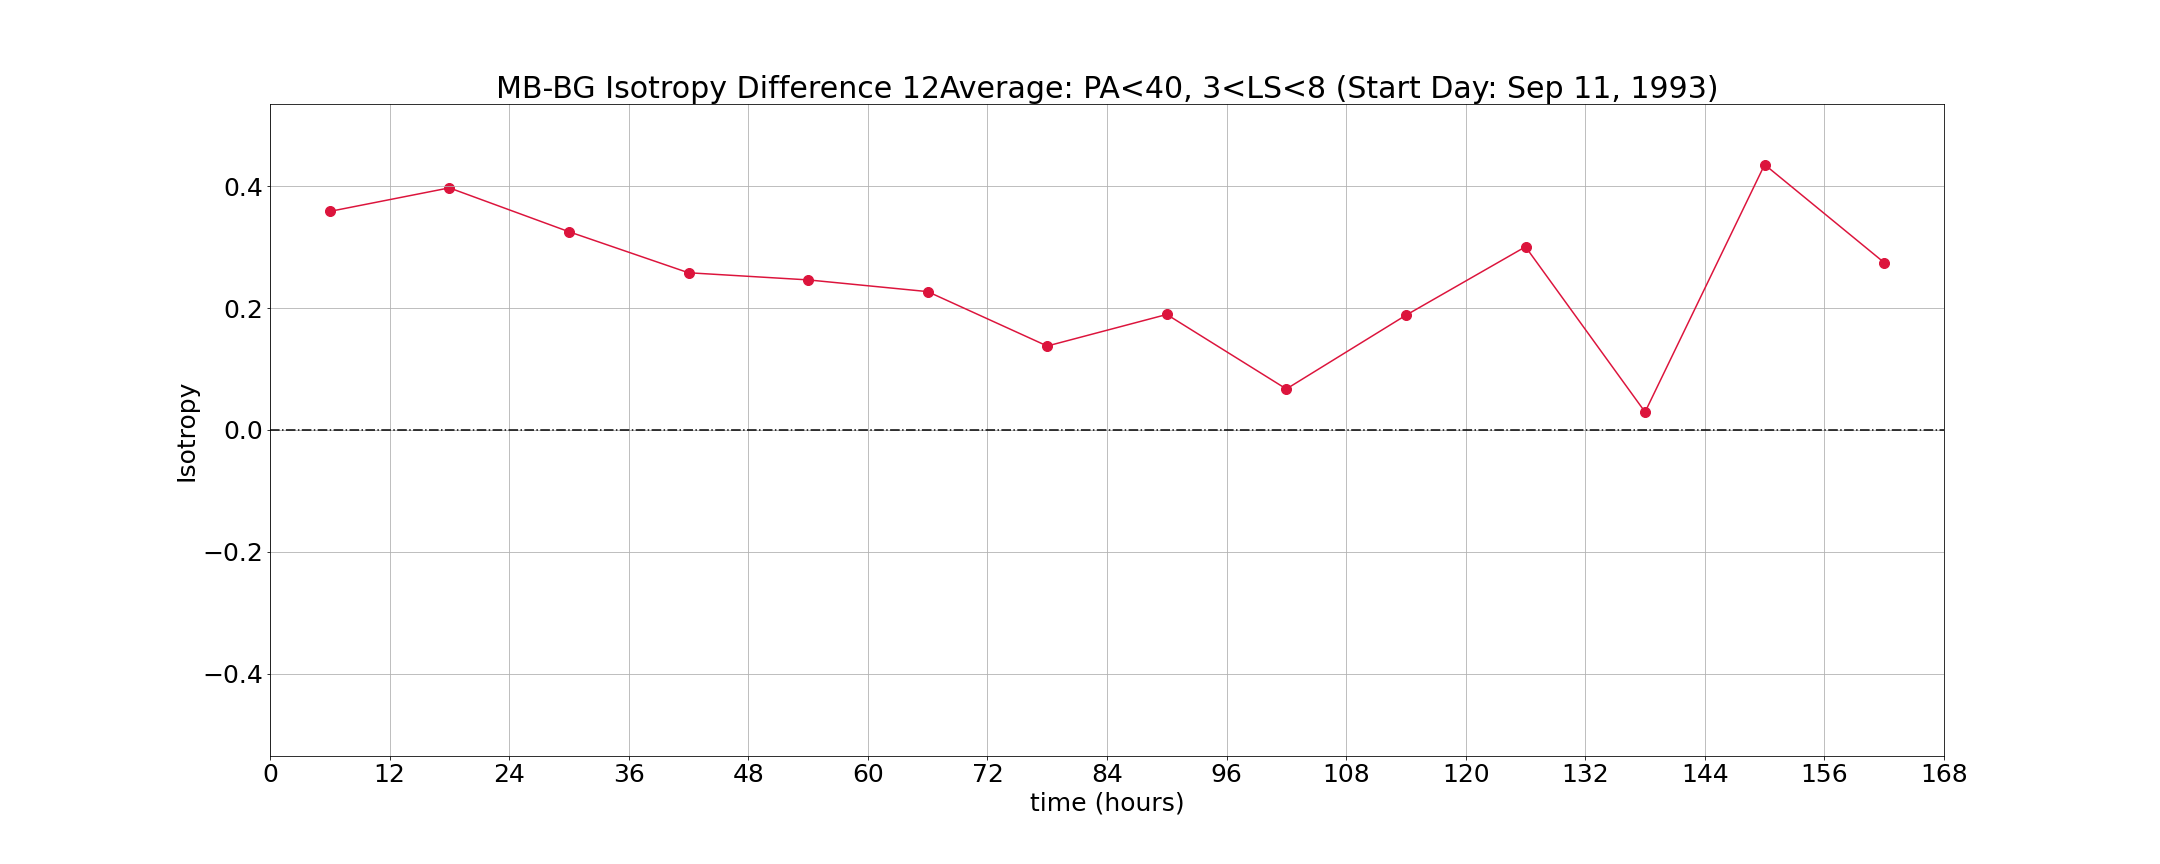 MB-BG Isotropy Difference 12Average: PA<40, 3<LS<8 (Start Day: Sep 11, 1993)
0.4
0.2
0.0
−0.2
−0.4
Isotropy
0 12 24 36 48 60 72 84 96 108 120 132 144 156 168
time (hours)